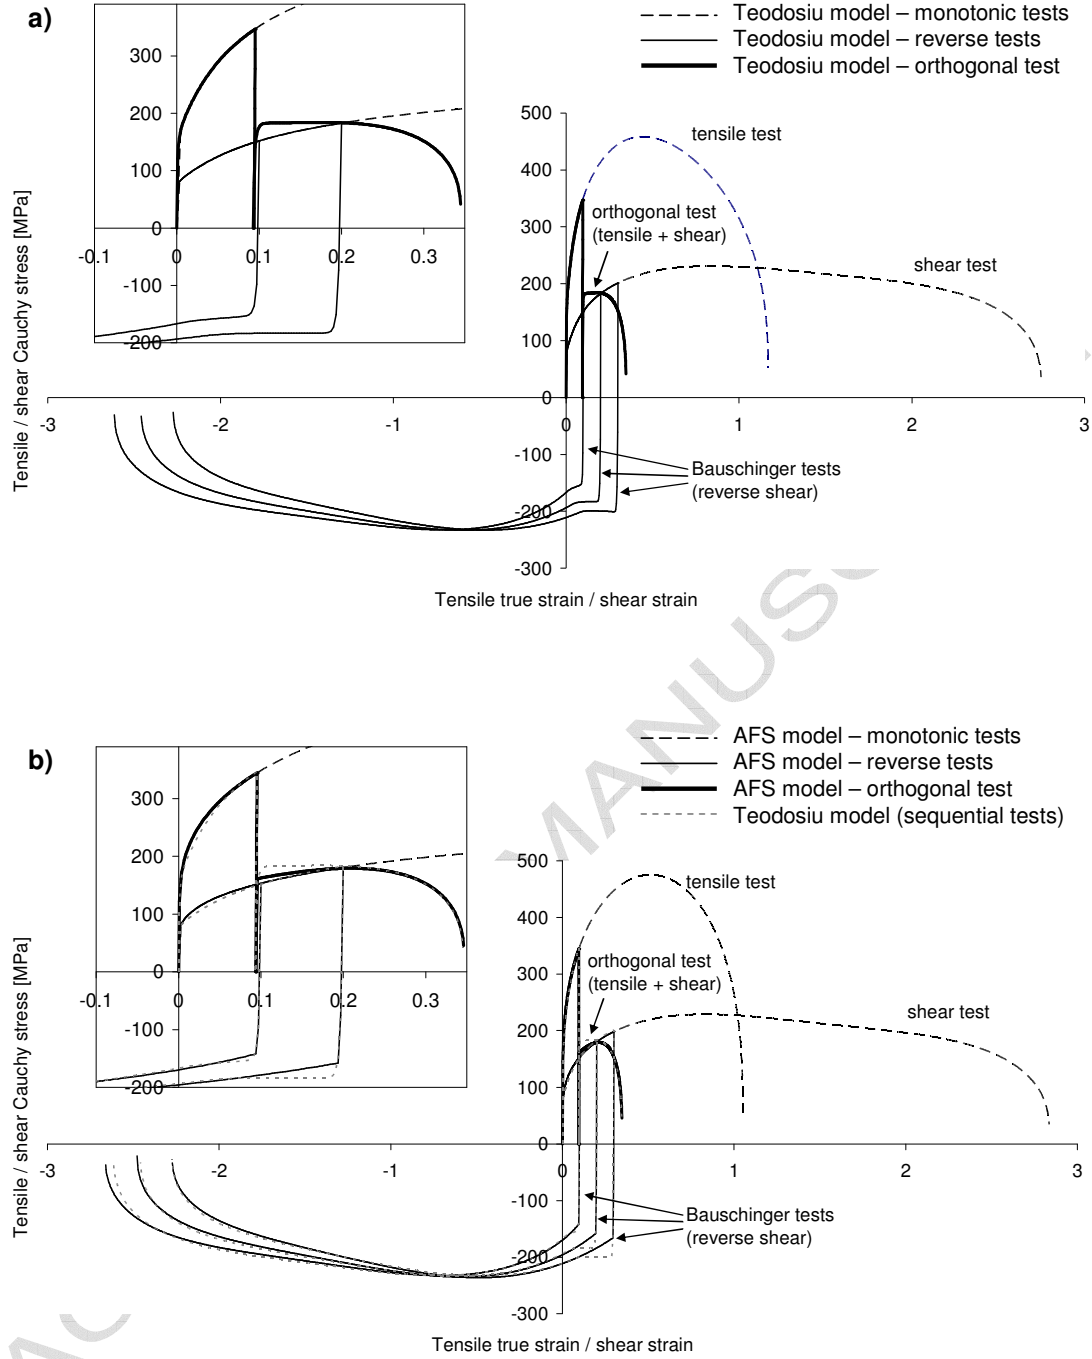 a)
Teodosiu model – monotonic tests
Teodosiu model – reverse tests
Teodosiu model – orthogonal test
300
200
100
0
-0.1
0
0.1
0.2
0.3
-100
-200
500
400
300
200
100
0
-100
-200
-300
tensile test
orthogonal test
(tensile + shear)
shear test
-3
-2
-1
0
1
2
3
Bauschinger tests
(reverse shear)
Tensile / shear Cauchy stress [MPa]
Tensile true strain / shear strain
b)
AFS model – monotonic tests
AFS model – reverse tests
AFS model – orthogonal test
Teodosiu model (sequential tests)
300
200
100
0
-0.1
0
0.1
0.2
0.3
-100
-200
500
400
300
200
100
0
-100
-200
-300
tensile test
orthogonal test
(tensile + shear)
shear test
-3
-2
-1
0
1
2
3
Bauschinger tests
(reverse shear)
Tensile / shear Cauchy stress [MPa]
Tensile true strain / shear strain